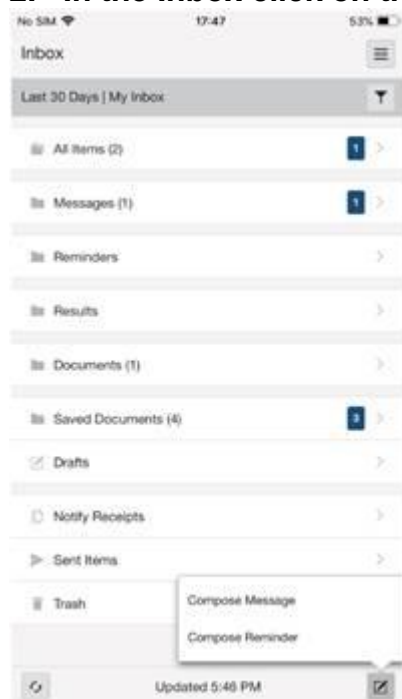 No SIM 17:47 53%
Inbox
Last 30 Days | My Inbox
All Items (2) 1
Messages (1) 1
Reminders
Results
Documents (1)
Saved Documents (4) 3
Drafts
Notify Receipts
Sent Items
Trash
Compose Message
Compose Reminder
Updated 5:46 PM